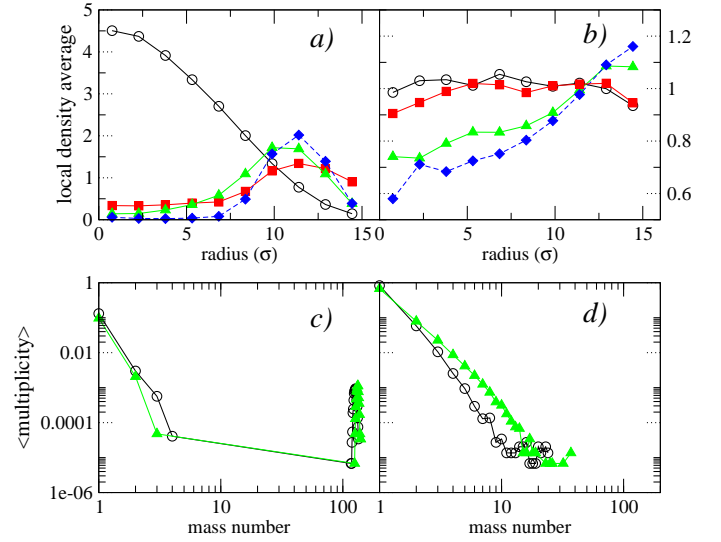 a)
b)
5
4
3
2
1
0
local density average
1.2
1
0.8
0.6
0 5 10 15 0 5 10 15
radius (σ) radius (σ)
c)
d)
1
0.01
0.0001
1e-06
<multiplicity>
1 10 100 1 10 100
mass number mass number